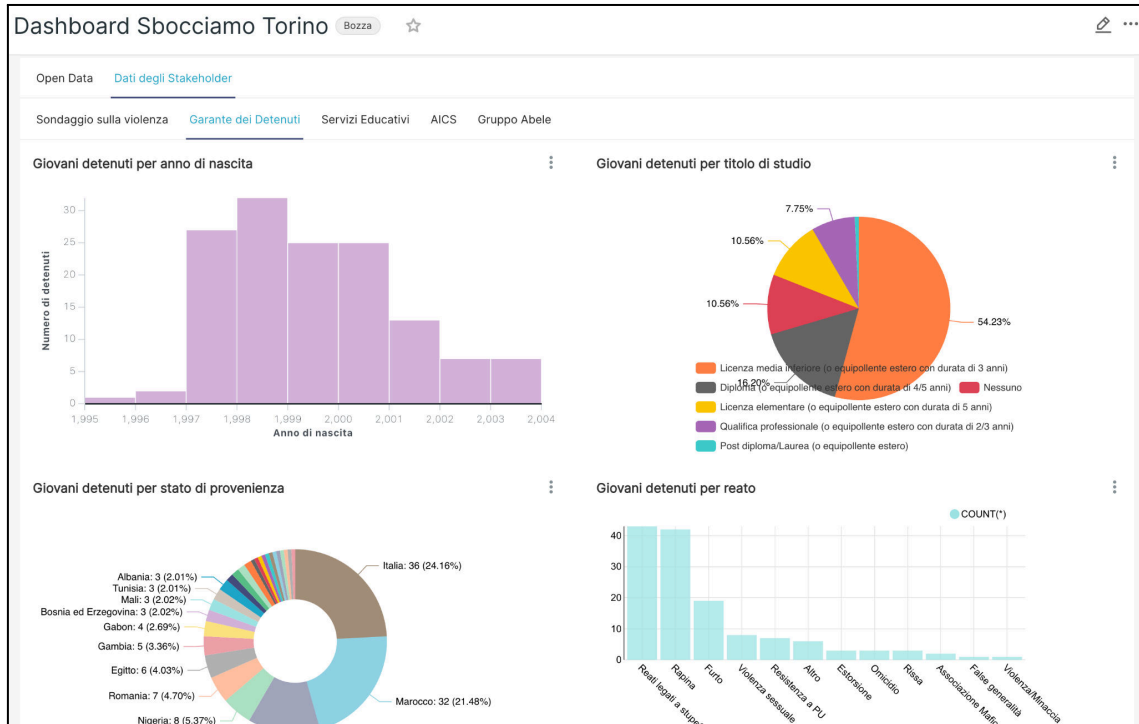 Dashboard Sbocciamo Torino Bozza
Open Data Dati degli Stakeholder
Sondaggio sulla violenza Garante dei Detenuti Servizi Educativi AICS Gruppo Abele
Giovani detenuti per anno di nascita
Numero di detenuti
30
25
20
15
10
5
0
1,995 1,996 1,997 1,998 1,999 2,000 2,001 2,002 2,003 2,004
Anno di nascita
Giovani detenuti per titolo di studio
7.75%
10.56%
10.56%
54.23%
16.20%
Licenza media inferiore (o equipollente estero con durata di 3 anni)
Diploma (o equipollente estero con durata di 4/5 anni) Nessuno
Licenza elementare (o equipollente estero con durata di 5 anni)
Qualifica professionale (o equipollente estero con durata di 2/3 anni)
Post diploma/Laurea (o equipollente estero)
Giovani detenuti per stato di provenienza
Italia: 36 (24.16%)
Albania: 3 (2.01%)
Tunisia: 3 (2.01%)
Mali: 3 (2.02%)
Bosnia ed Erzegovina: 3 (2.02%)
Gabon: 4 (2.69%)
Gambia: 5 (3.36%)
Egitto: 6 (4.03%)
Romania: 7 (4.70%)
Nigeria: 8 (5.37%)
Marocco: 32 (21.48%)
Giovani detenuti per reato
COUNT(*)
40
30
20
10
0
Reati legati a stupe
Rapina
Furto
Violenza sessuale
Resistenza a PU
Altro
Estorsione
Omicidio
Rissa
Associazione Mafi
False generalità
Violenza/Minaccia